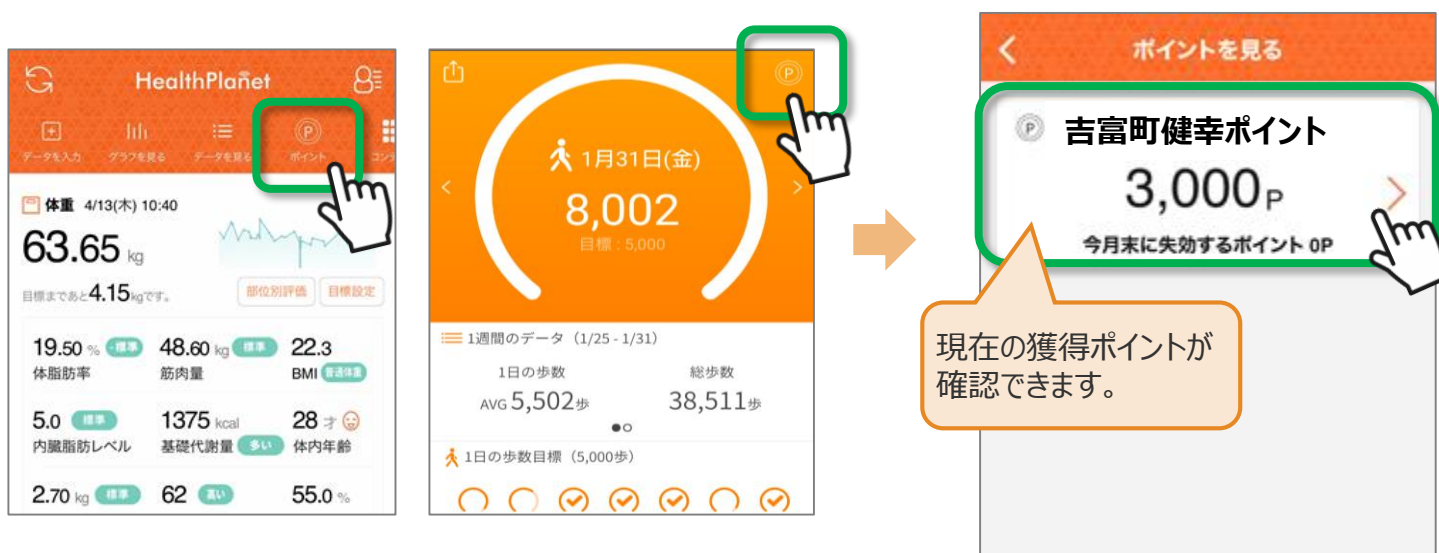 HealthPlanet
データを入力 グラフを見る データを見る ポイント コンテ
体重 4/13(木) 10:40
63.65 kg
目標まであと4.15kgです。
部位別評価 目標設定
19.50 % -標準 48.60 kg 標準 22.3
体脂肪率 筋肉量 BMI 普通体重
5.0 標準 1375 kcal 28 才
内臓脂肪レベル 基礎代謝量 多い 体内年齢
2.70 kg 標準 62 高い 55.0 %
P
1月31日(金)
8,002
目標:5,000
1週間のデータ(1/25 - 1/31)
1日の歩数 総歩数
AVG 5,502歩 38,511歩
1日の歩数目標(5,000歩)
ポイントを見る
P 吉富町健幸ポイント
3,000 P
今月末に失効するポイント 0P
現在の獲得ポイントが
確認できます。